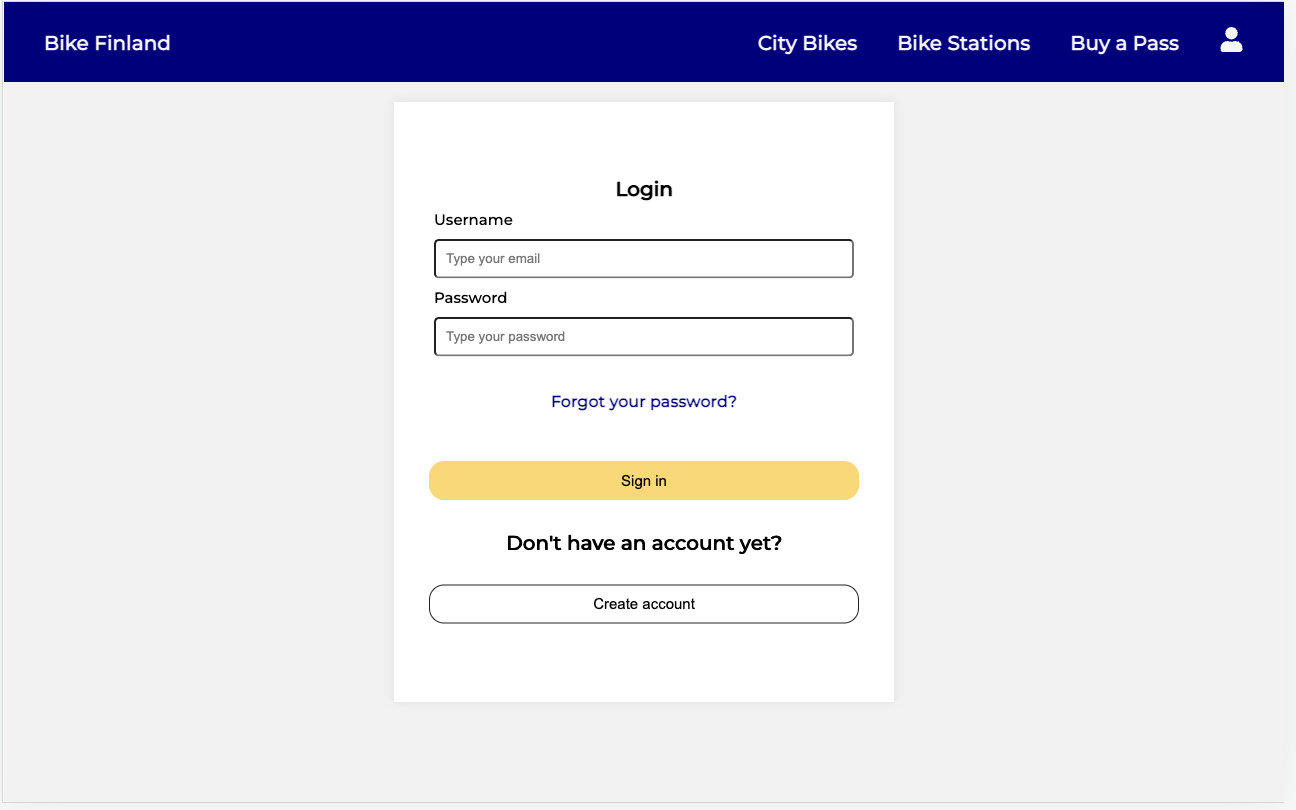 Bike Finland City Bikes Bike Stations Buy a Pass
Login
Username
Type your email
Password
Type your password
Forgot your password?
Sign in
Don't have an account yet?
Create account